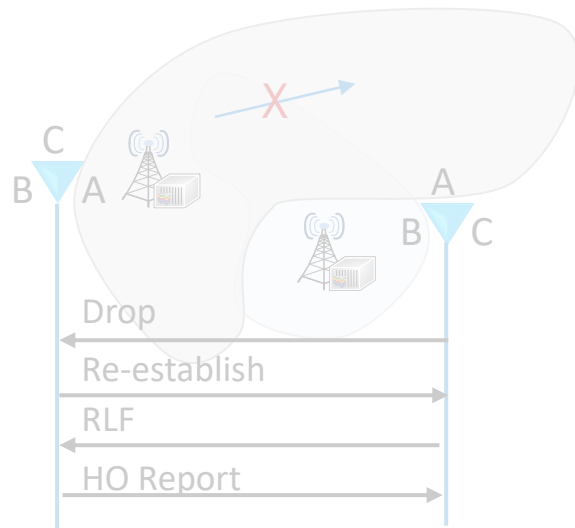 X
C
B A
A
B C
Drop
Re-establish
RLF
HO Report